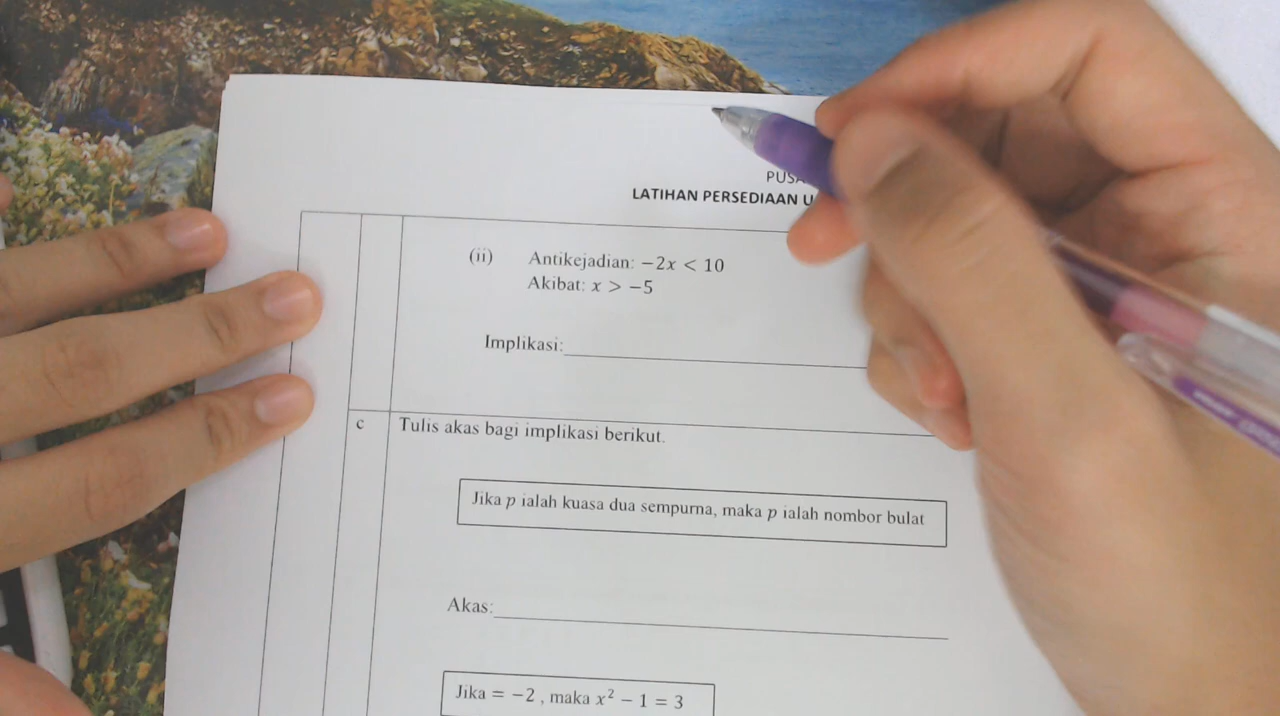 LATIHAN PERSEDIAAN
(ii) Antikejadian: −2x < 10
Akibat: x > −5
Implikasi:
c Tulis akas bagi implikasi berikut.
Jika p ialah kuasa dua sempurna, maka p ialah nombor bulat
Akas:
Jika = −2 , maka x² − 1 = 3